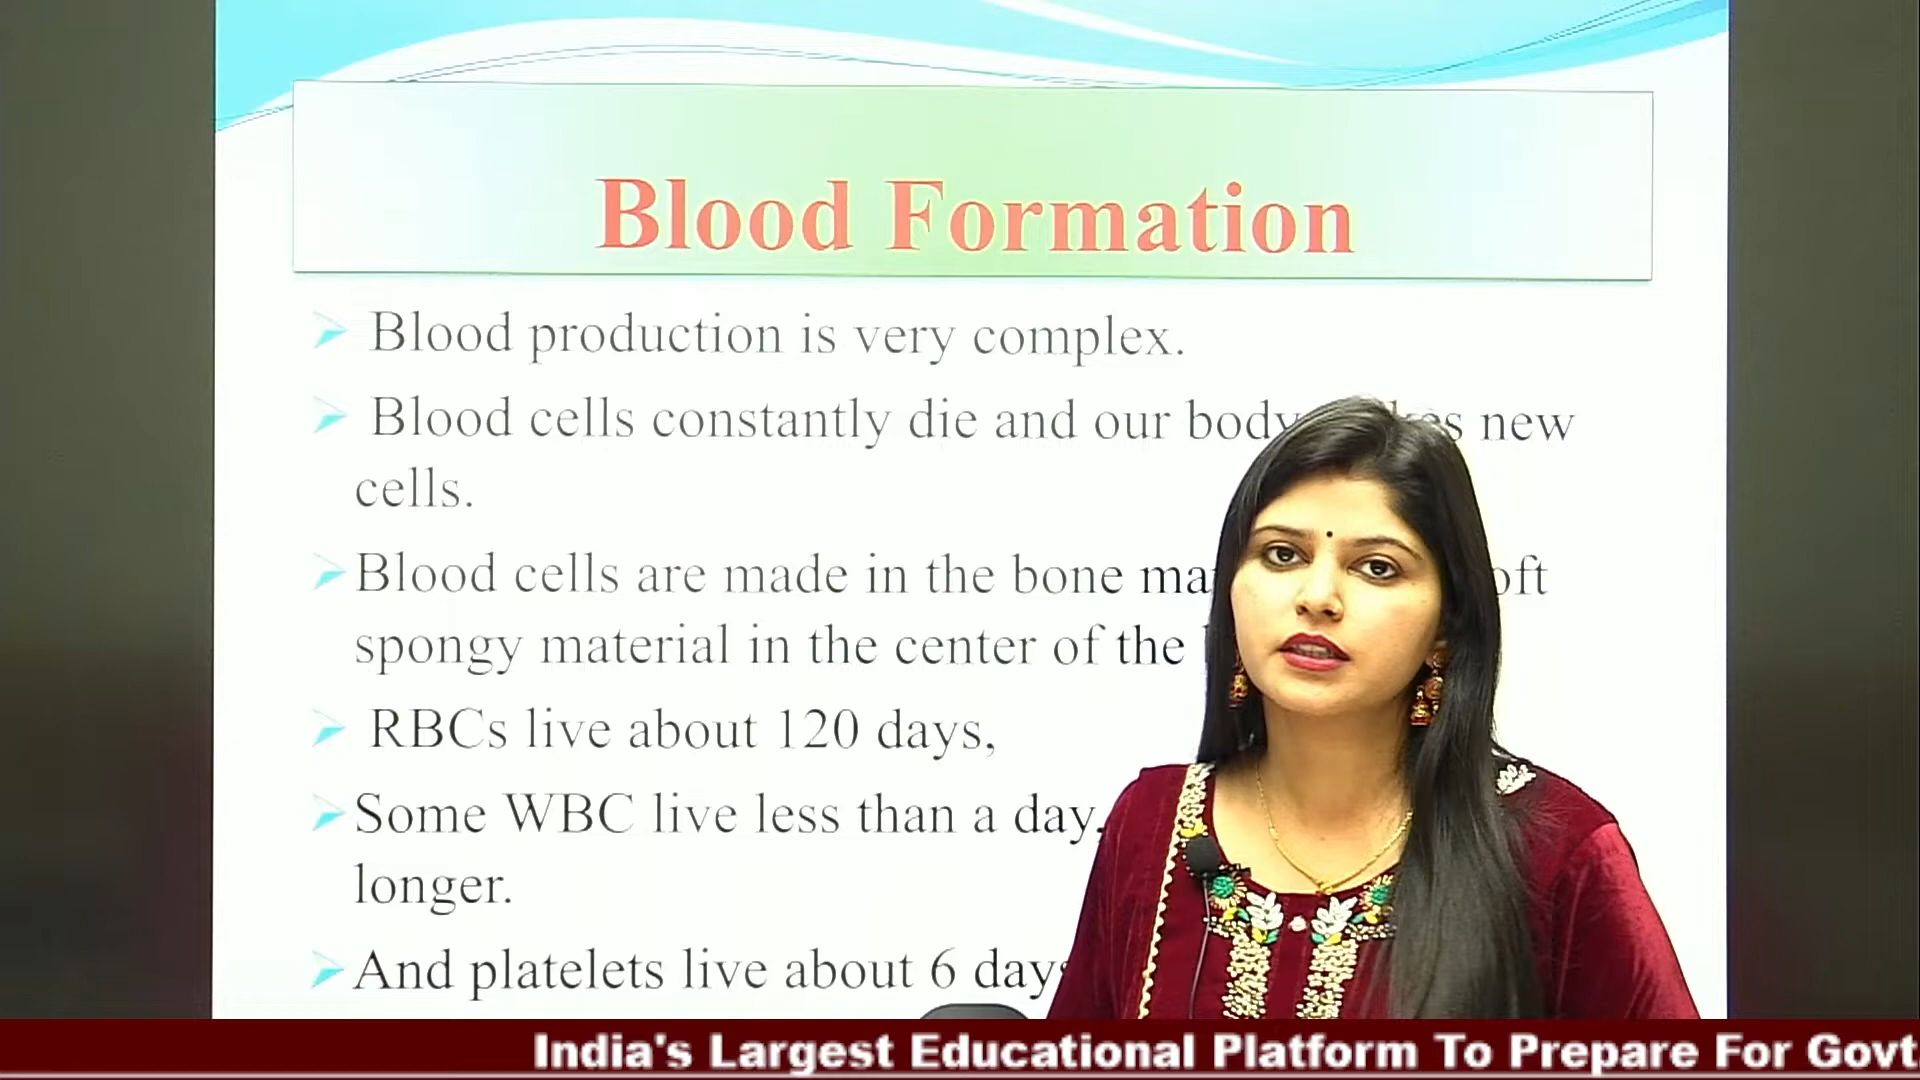 Blood Formation
Blood production is very complex.
Blood cells constantly die and our body new
cells.
Blood cells are made in the bone
spongy material in the center of the
RBCs live about 120 days,
Some WBC live less than a day.
longer.
And platelets live about 6 days
India's Largest Educational Platform To Prepare For Govt